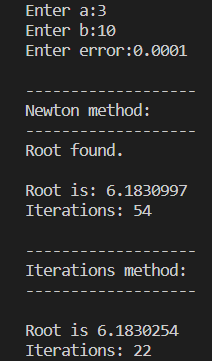 Enter a:3
Enter b:10
Enter error:0.0001
-------------------
Newton method:
-------------------
Root found.
Root is: 6.1830997
Iterations: 54
-------------------
Iterations method:
-------------------
Root is 6.1830254
Iterations: 22